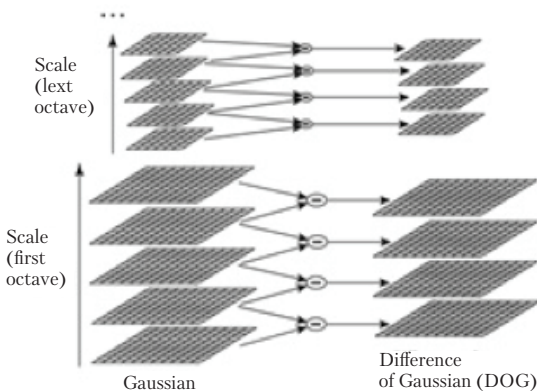 ...
Scale
(lext
octave)
Scale
(first
octave)
Gaussian
Difference
of Gaussian (DOG)